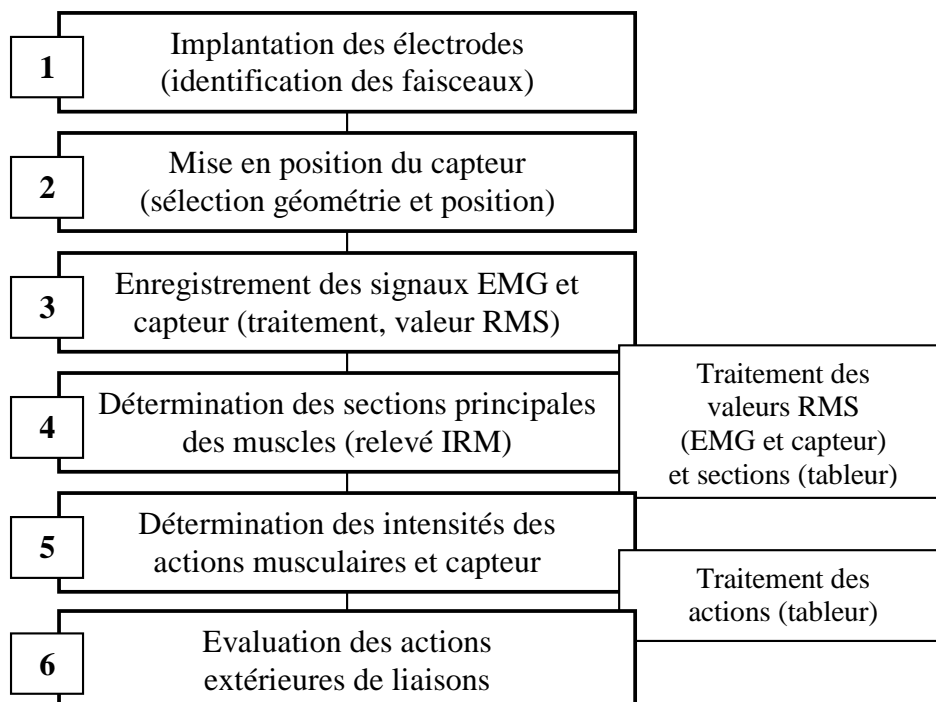 1
Implantation des électrodes
(identification des faisceaux)
2
Mise en position du capteur
(sélection géométrie et position)
3
Enregistrement des signaux EMG et
capteur (traitement, valeur RMS)
4
Détermination des sections principales
des muscles (relevé IRM)
Traitement des
valeurs RMS
(EMG et capteur)
et sections (tableur)
5
Détermination des intensités des
actions musculaires et capteur
Traitement des
actions (tableur)
6
Evaluation des actions
extérieures de liaisons